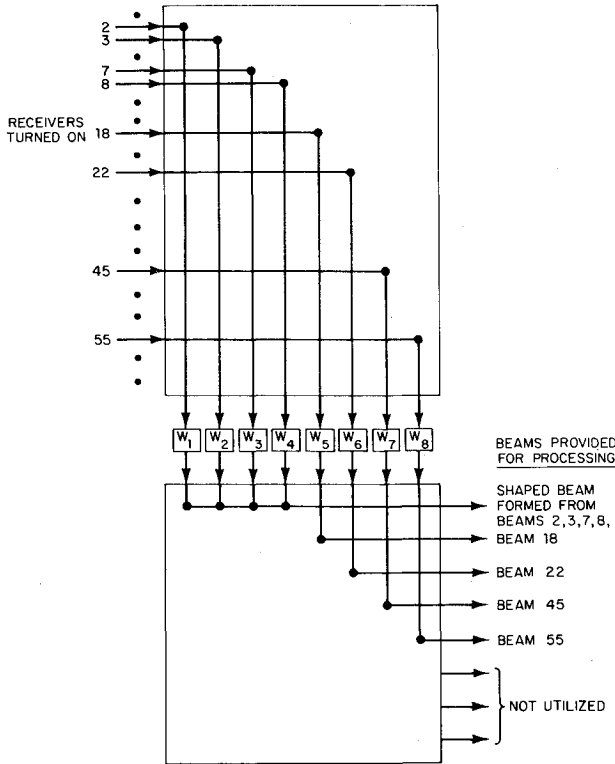 2
3
7
8
RECEIVERS
TURNED ON 18
22
45
55
W1 W2 W3 W4 W5 W6 W7 W8
BEAMS PROVIDED
FOR PROCESSING
SHAPED BEAM
FORMED FROM
BEAMS 2,3,7,8,
BEAM 18
BEAM 22
BEAM 45
BEAM 55
NOT UTILIZED